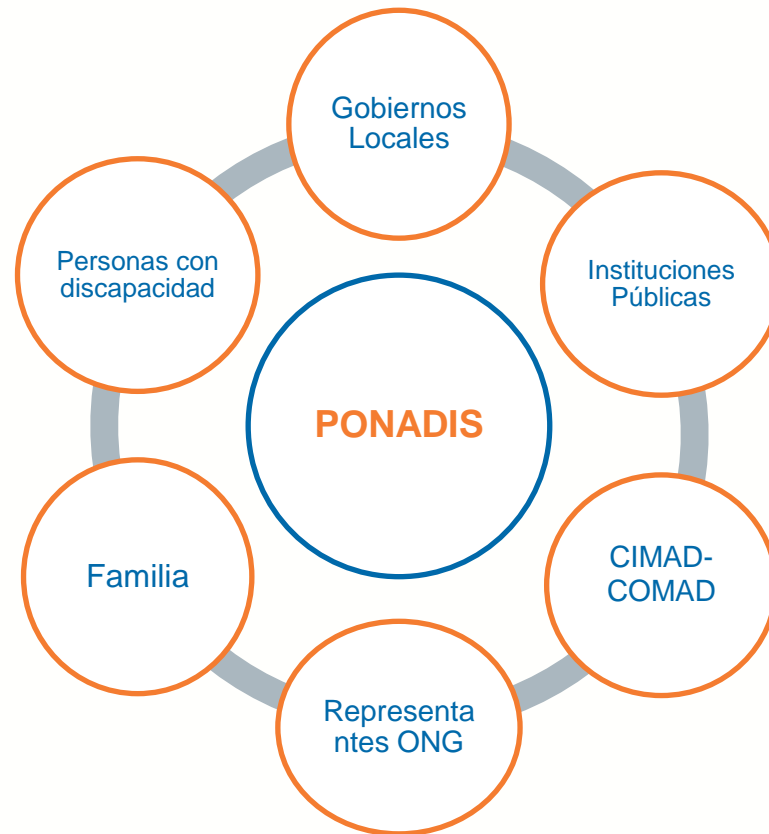 Gobiernos
Locales
Personas con
discapacidad
Instituciones
Públicas
PONADIS
Familia
CIMAD-
COMAD
Representa
ntes ONG